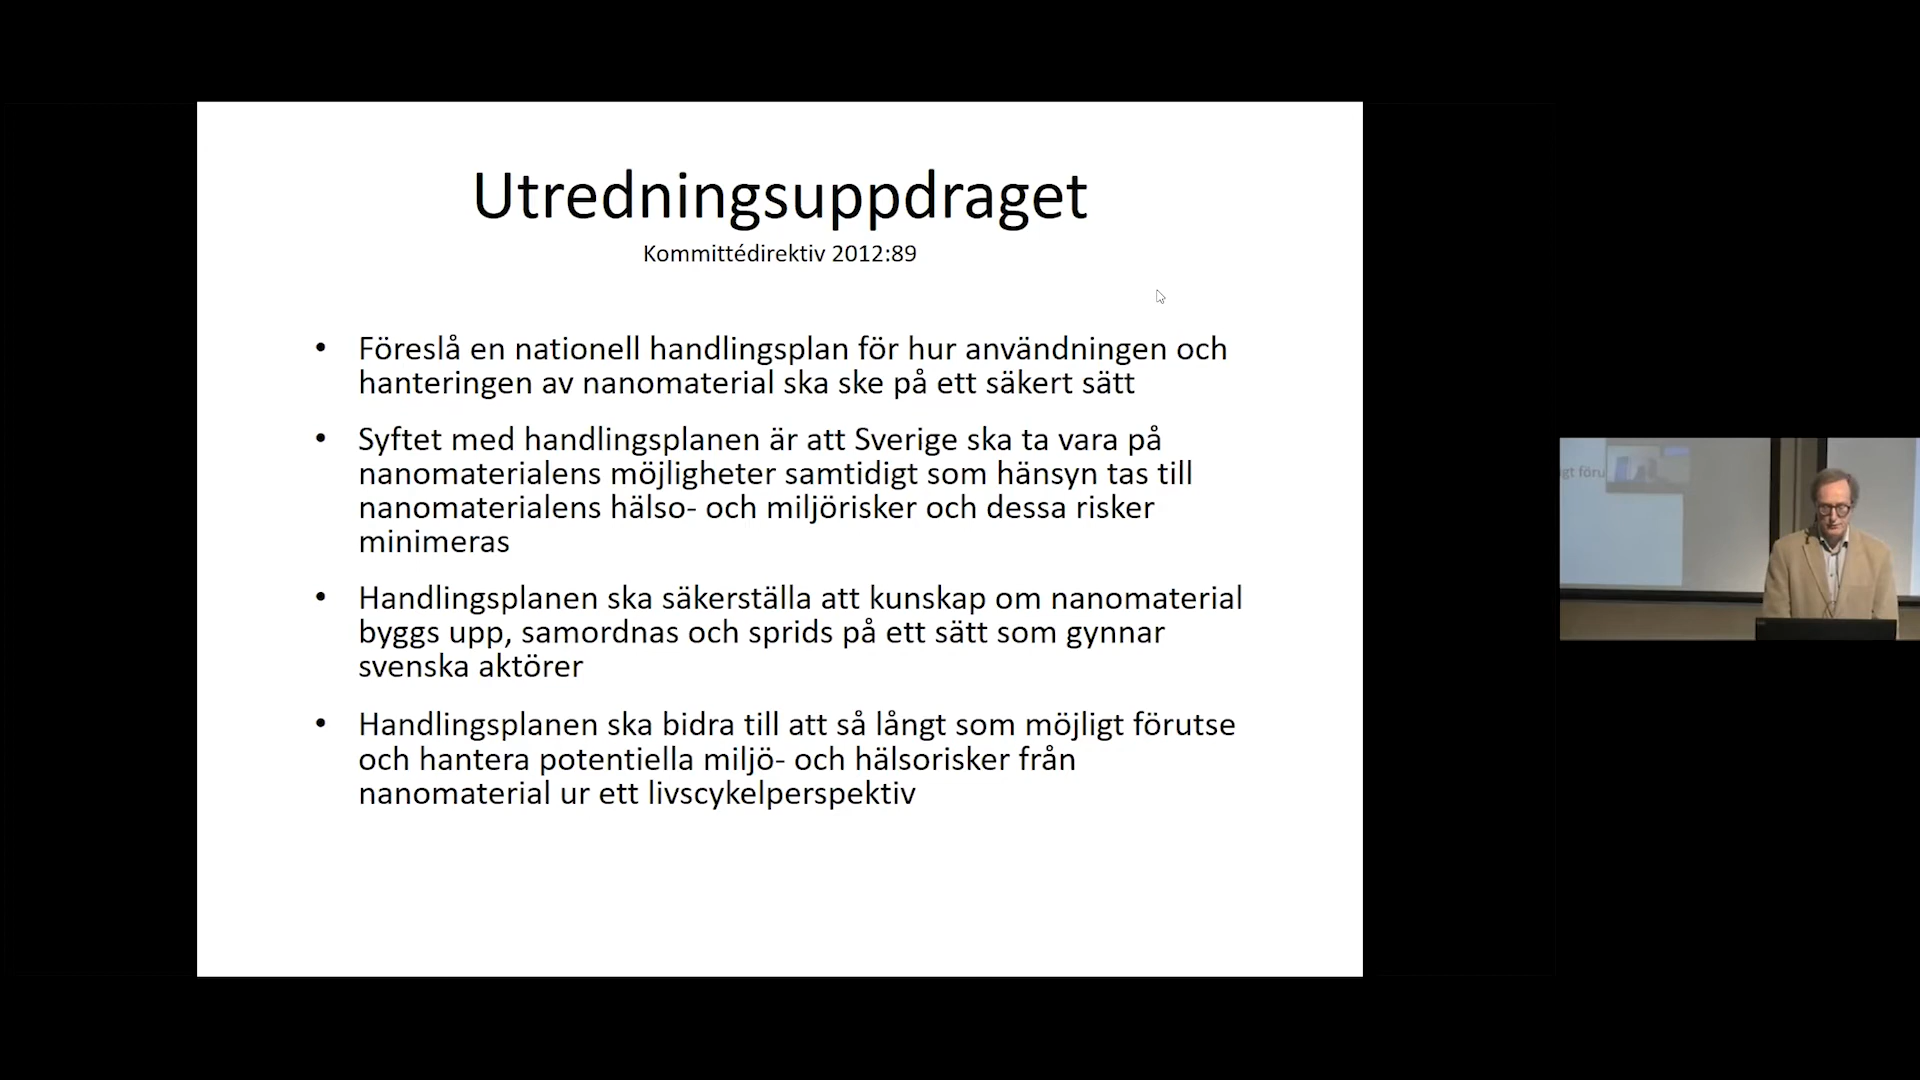 Utredningsuppdraget
Kommittédirektiv 2012:89
• Föreslå en nationell handlingsplan för hur användningen och
hanteringen av nanomaterial ska ske på ett säkert sätt
• Syftet med handlingsplanen är att Sverige ska ta vara på
nanomaterialens möjligheter samtidigt som hänsyn tas till
nanomaterialens hälso- och miljörisker och dessa risker
minimeras
• Handlingsplanen ska säkerställa att kunskap om nanomaterial
byggs upp, samordnas och sprids på ett sätt som gynnar
svenska aktörer
• Handlingsplanen ska bidra till att så långt som möjligt förutse
och hantera potentiella miljö- och hälsorisker från
nanomaterial ur ett livscykelperspektiv